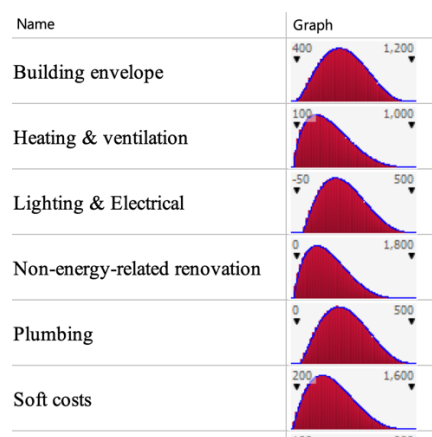 Name Graph
400 1,200
Building envelope
100 1,000
Heating & ventilation
-50 500
Lighting & Electrical
0 1,800
Non-energy-related renovation
0 500
Plumbing
200 1,600
Soft costs